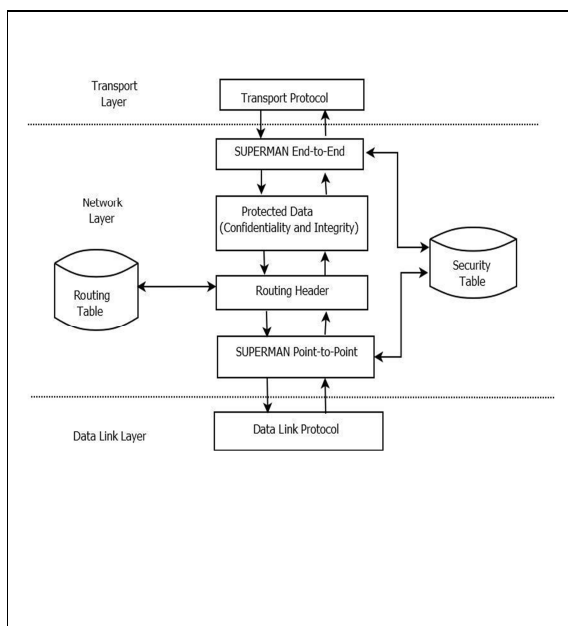 Transport
Layer
Transport Protocol
SUPERMAN End-to-End
Network
Layer
Protected Data
(Confidentiality and Integrity)
Routing
Table
Routing Header
Security
Table
SUPERMAN Point-to-Point
Data Link Layer
Data Link Protocol